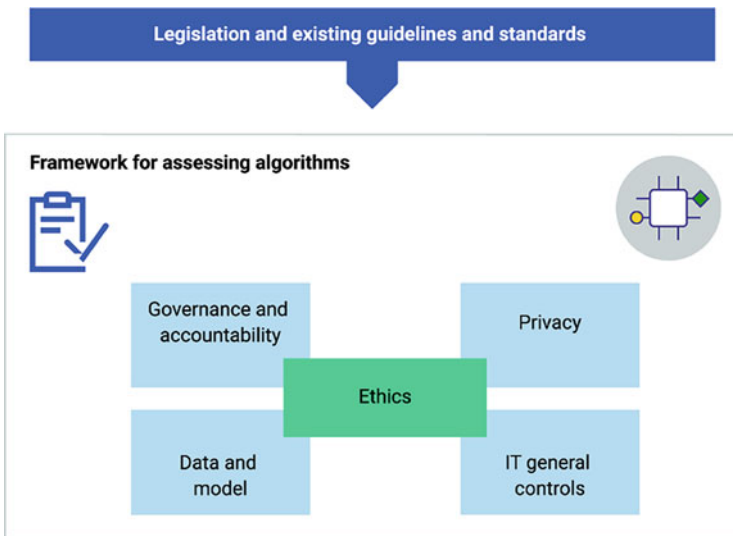 Legislation and existing guidelines and standards
Framework for assessing algorithms
Governance and
accountability
Privacy
Ethics
Data and
model
IT general
controls